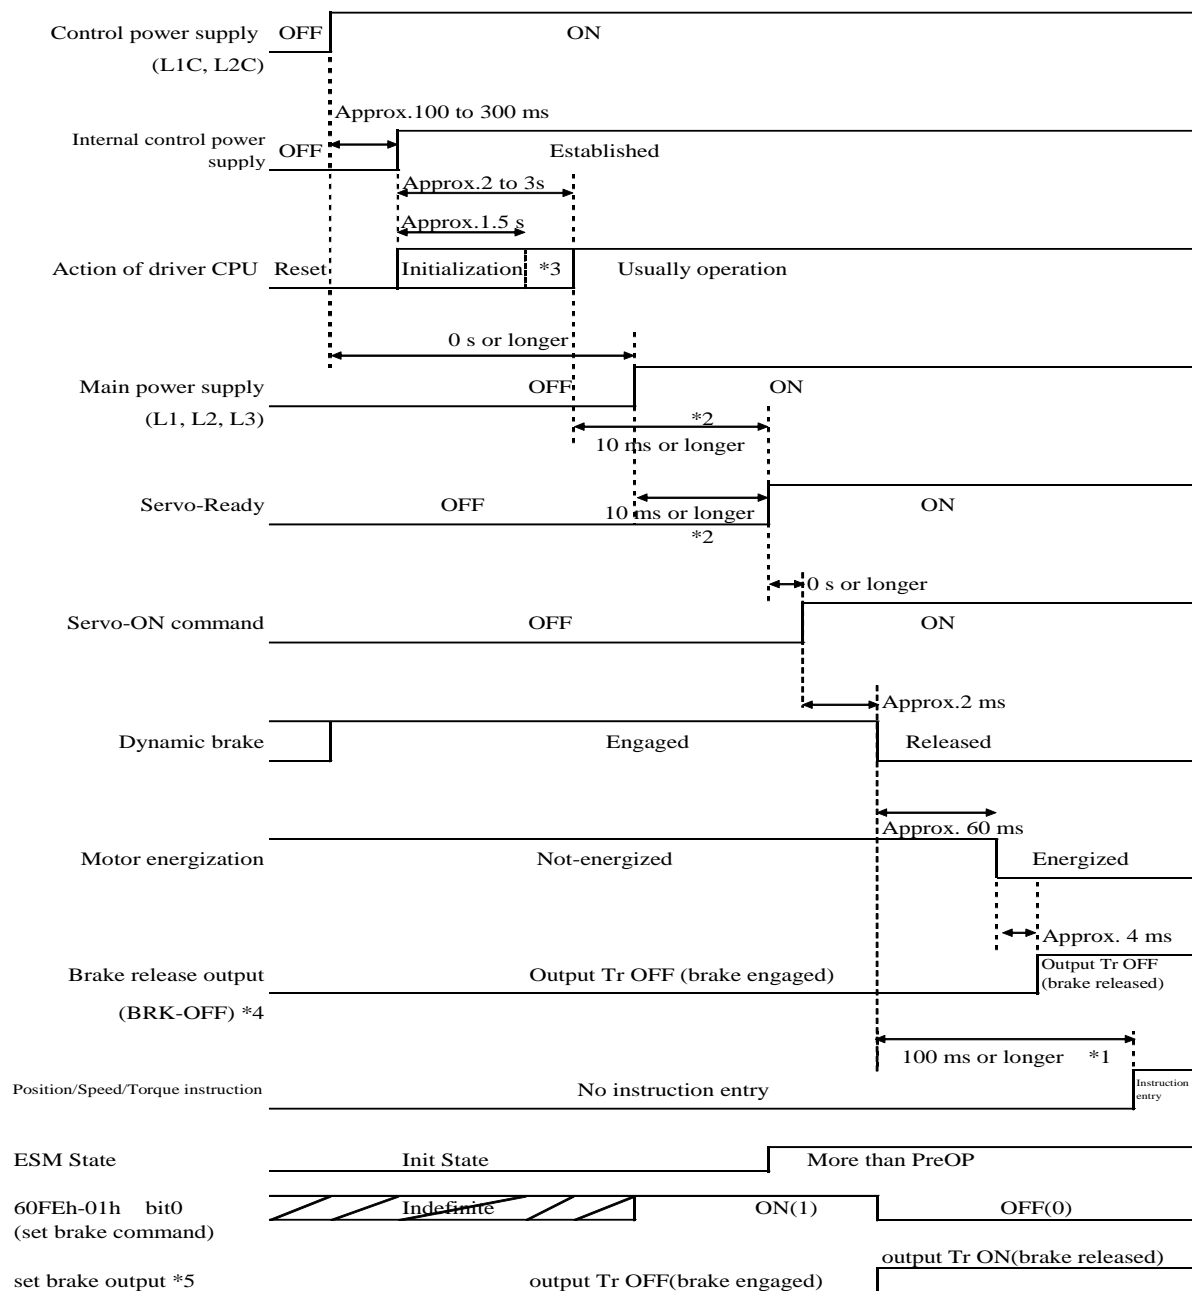 Control power supply OFF ON
(L1C, L2C)
Approx.100 to 300 ms
Internal control power
supply OFF Established
Approx.2 to 3s
Approx.1.5 s
Action of driver CPU Reset Initialization *3 Usually operation
0 s or longer
Main power supply OFF ON
(L1, L2, L3) *2
10 ms or longer
Servo-Ready OFF ON
10 ms or longer
*2
0 s or longer
Servo-ON command OFF ON
Approx.2 ms
Dynamic brake Engaged Released
Approx. 60 ms
Motor energization Not-energized Energized
Approx. 4 ms
Brake release output Output Tr OFF (brake engaged) Output Tr OFF
(brake released)
(BRK-OFF) *4
100 ms or longer *1
Position/Speed/Torque instruction No instruction entry Instruction
entry
ESM State Init State More than PreOP
60FEh-01h bit0 Indefinite ON(1) OFF(0)
(set brake command)
output Tr ON(brake released)
set brake output *5 output Tr OFF(brake engaged)